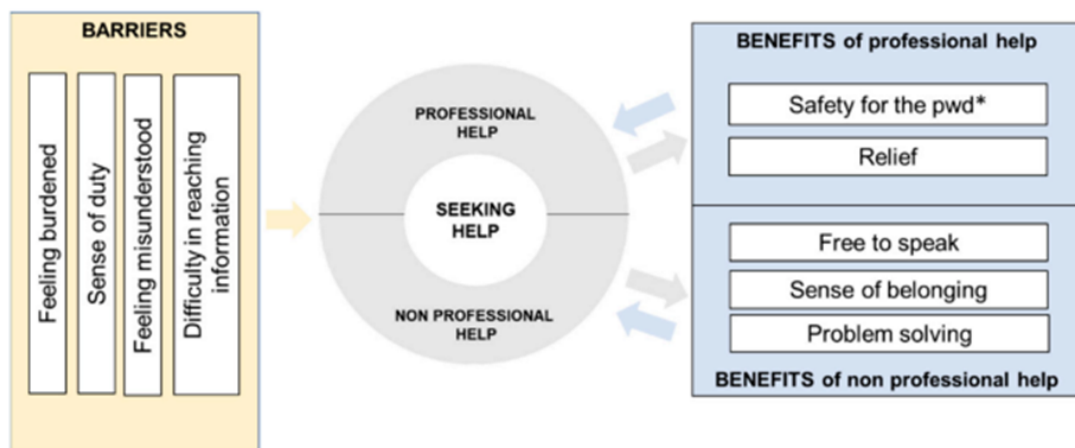 BARRIERS
Feeling burdened
Sense of duty
Feeling misunderstood
Difficulty in reaching
information
PROFESSIONAL
HELP
SEEKING
HELP
NON PROFESSIONAL
HELP
BENEFITS of professional help
Safety for the pwd*
Relief
Free to speak
Sense of belonging
Problem solving
BENEFITS of non professional help